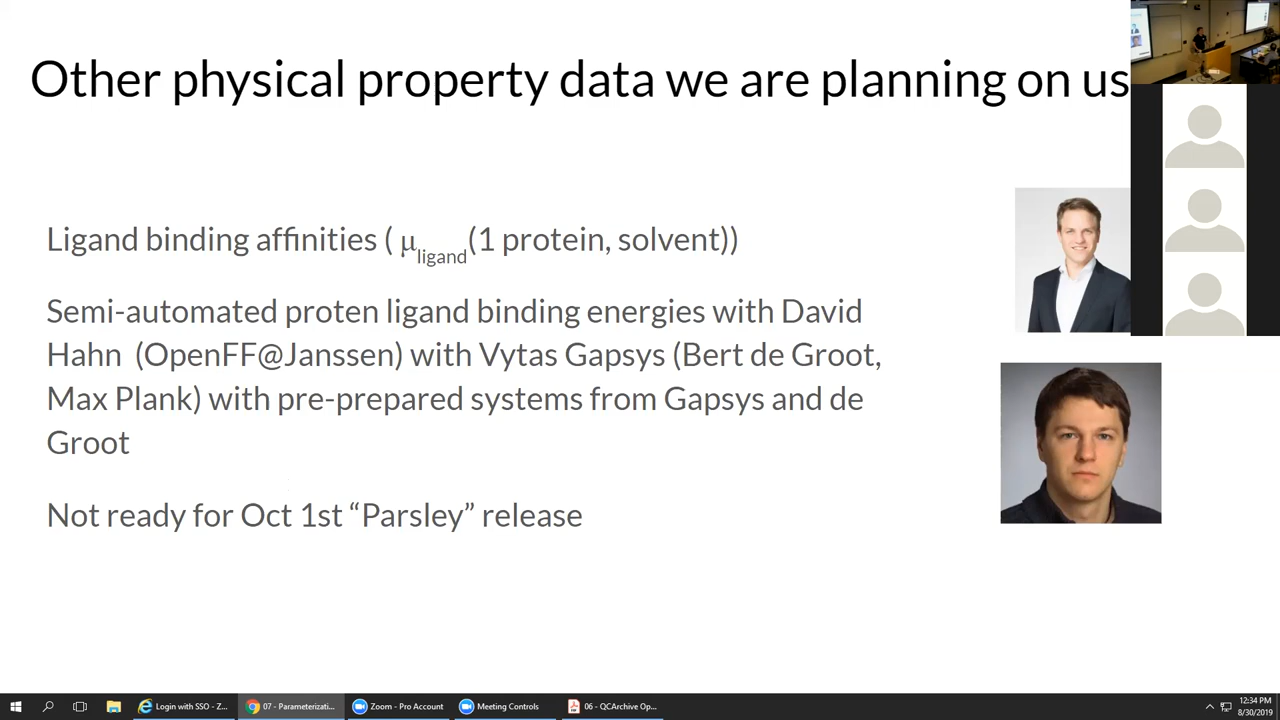 Other physical property data we are planning on us
Ligand binding affinities ( μligand(1 protein, solvent))
Semi-automated proten ligand binding energies with David
Hahn (OpenFF@Janssen) with Vytas Gapsys (Bert de Groot,
Max Plank) with pre-prepared systems from Gapsys and de
Groot
Not ready for Oct 1st “Parsley” release
Login with SSO - Z...
07 - Parameterizati...
Zoom - Pro Account
Meeting Controls
06 - QCArchive Op...
12:34 PM
8/30/2019